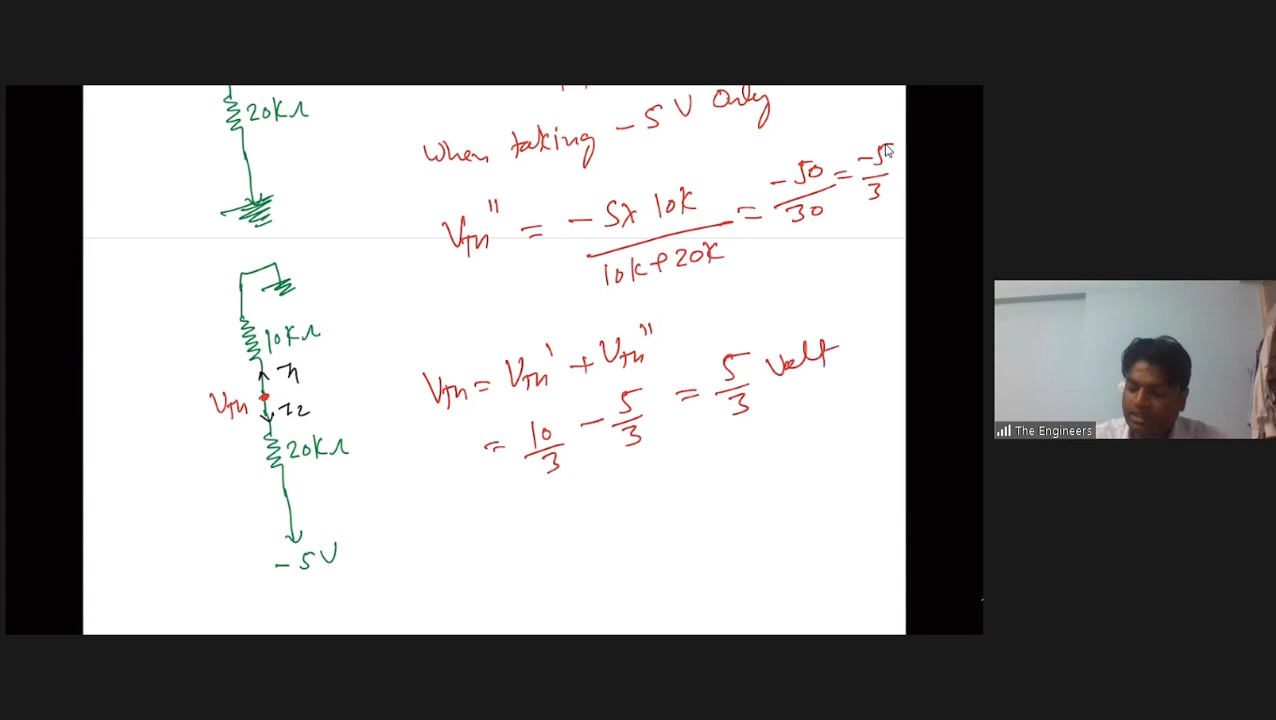 20KΩ
When taking -5 V only
VTh'' = -5x 10K / 10K+20K = -50/30 = -5/3
10KΩ
I1
VTh
I2
20KΩ
-5V
VTh = VTh' + VTh''
= 10/3 - 5/3 = 5/3 Volt
The Engineers